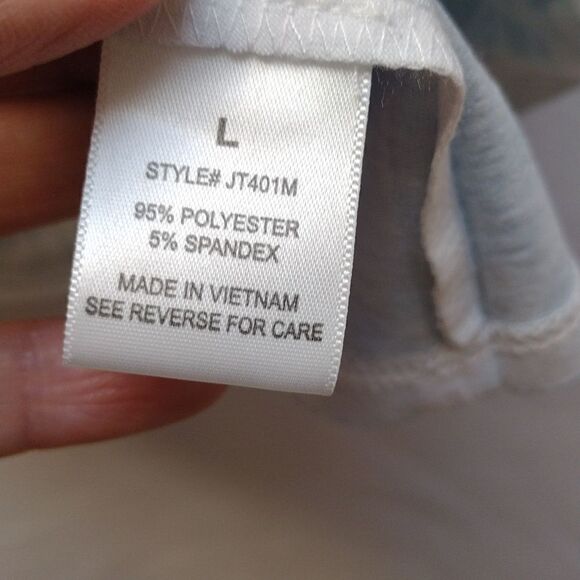 L
STYLE# JT401M
95% POLYESTER
5% SPANDEX
MADE IN VIETNAM
SEE REVERSE FOR CARE